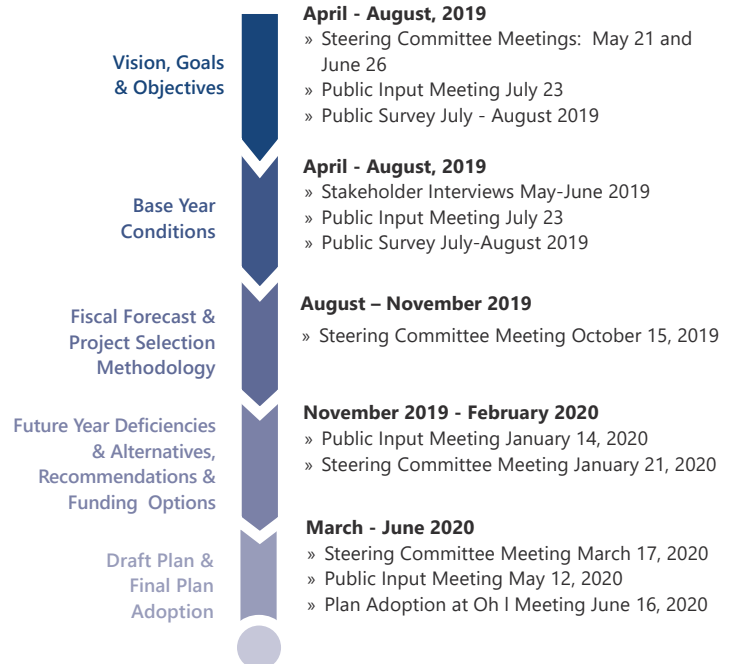 Vision, Goals
& Objectives
April - August, 2019
» Steering Committee Meetings: May 21 and
June 26
» Public Input Meeting July 23
» Public Survey July - August 2019
Base Year
Conditions
April - August, 2019
» Stakeholder Interviews May-June 2019
» Public Input Meeting July 23
» Public Survey July-August 2019
Fiscal Forecast &
Project Selection
Methodology
August – November 2019
» Steering Committee Meeting October 15, 2019
Future Year Deficiencies
& Alternatives,
Recommendations &
Funding Options
November 2019 - February 2020
» Public Input Meeting January 14, 2020
» Steering Committee Meeting January 21, 2020
Draft Plan &
Final Plan
Adoption
March - June 2020
» Steering Committee Meeting March 17, 2020
» Public Input Meeting May 12, 2020
» Plan Adoption at Oh l Meeting June 16, 2020